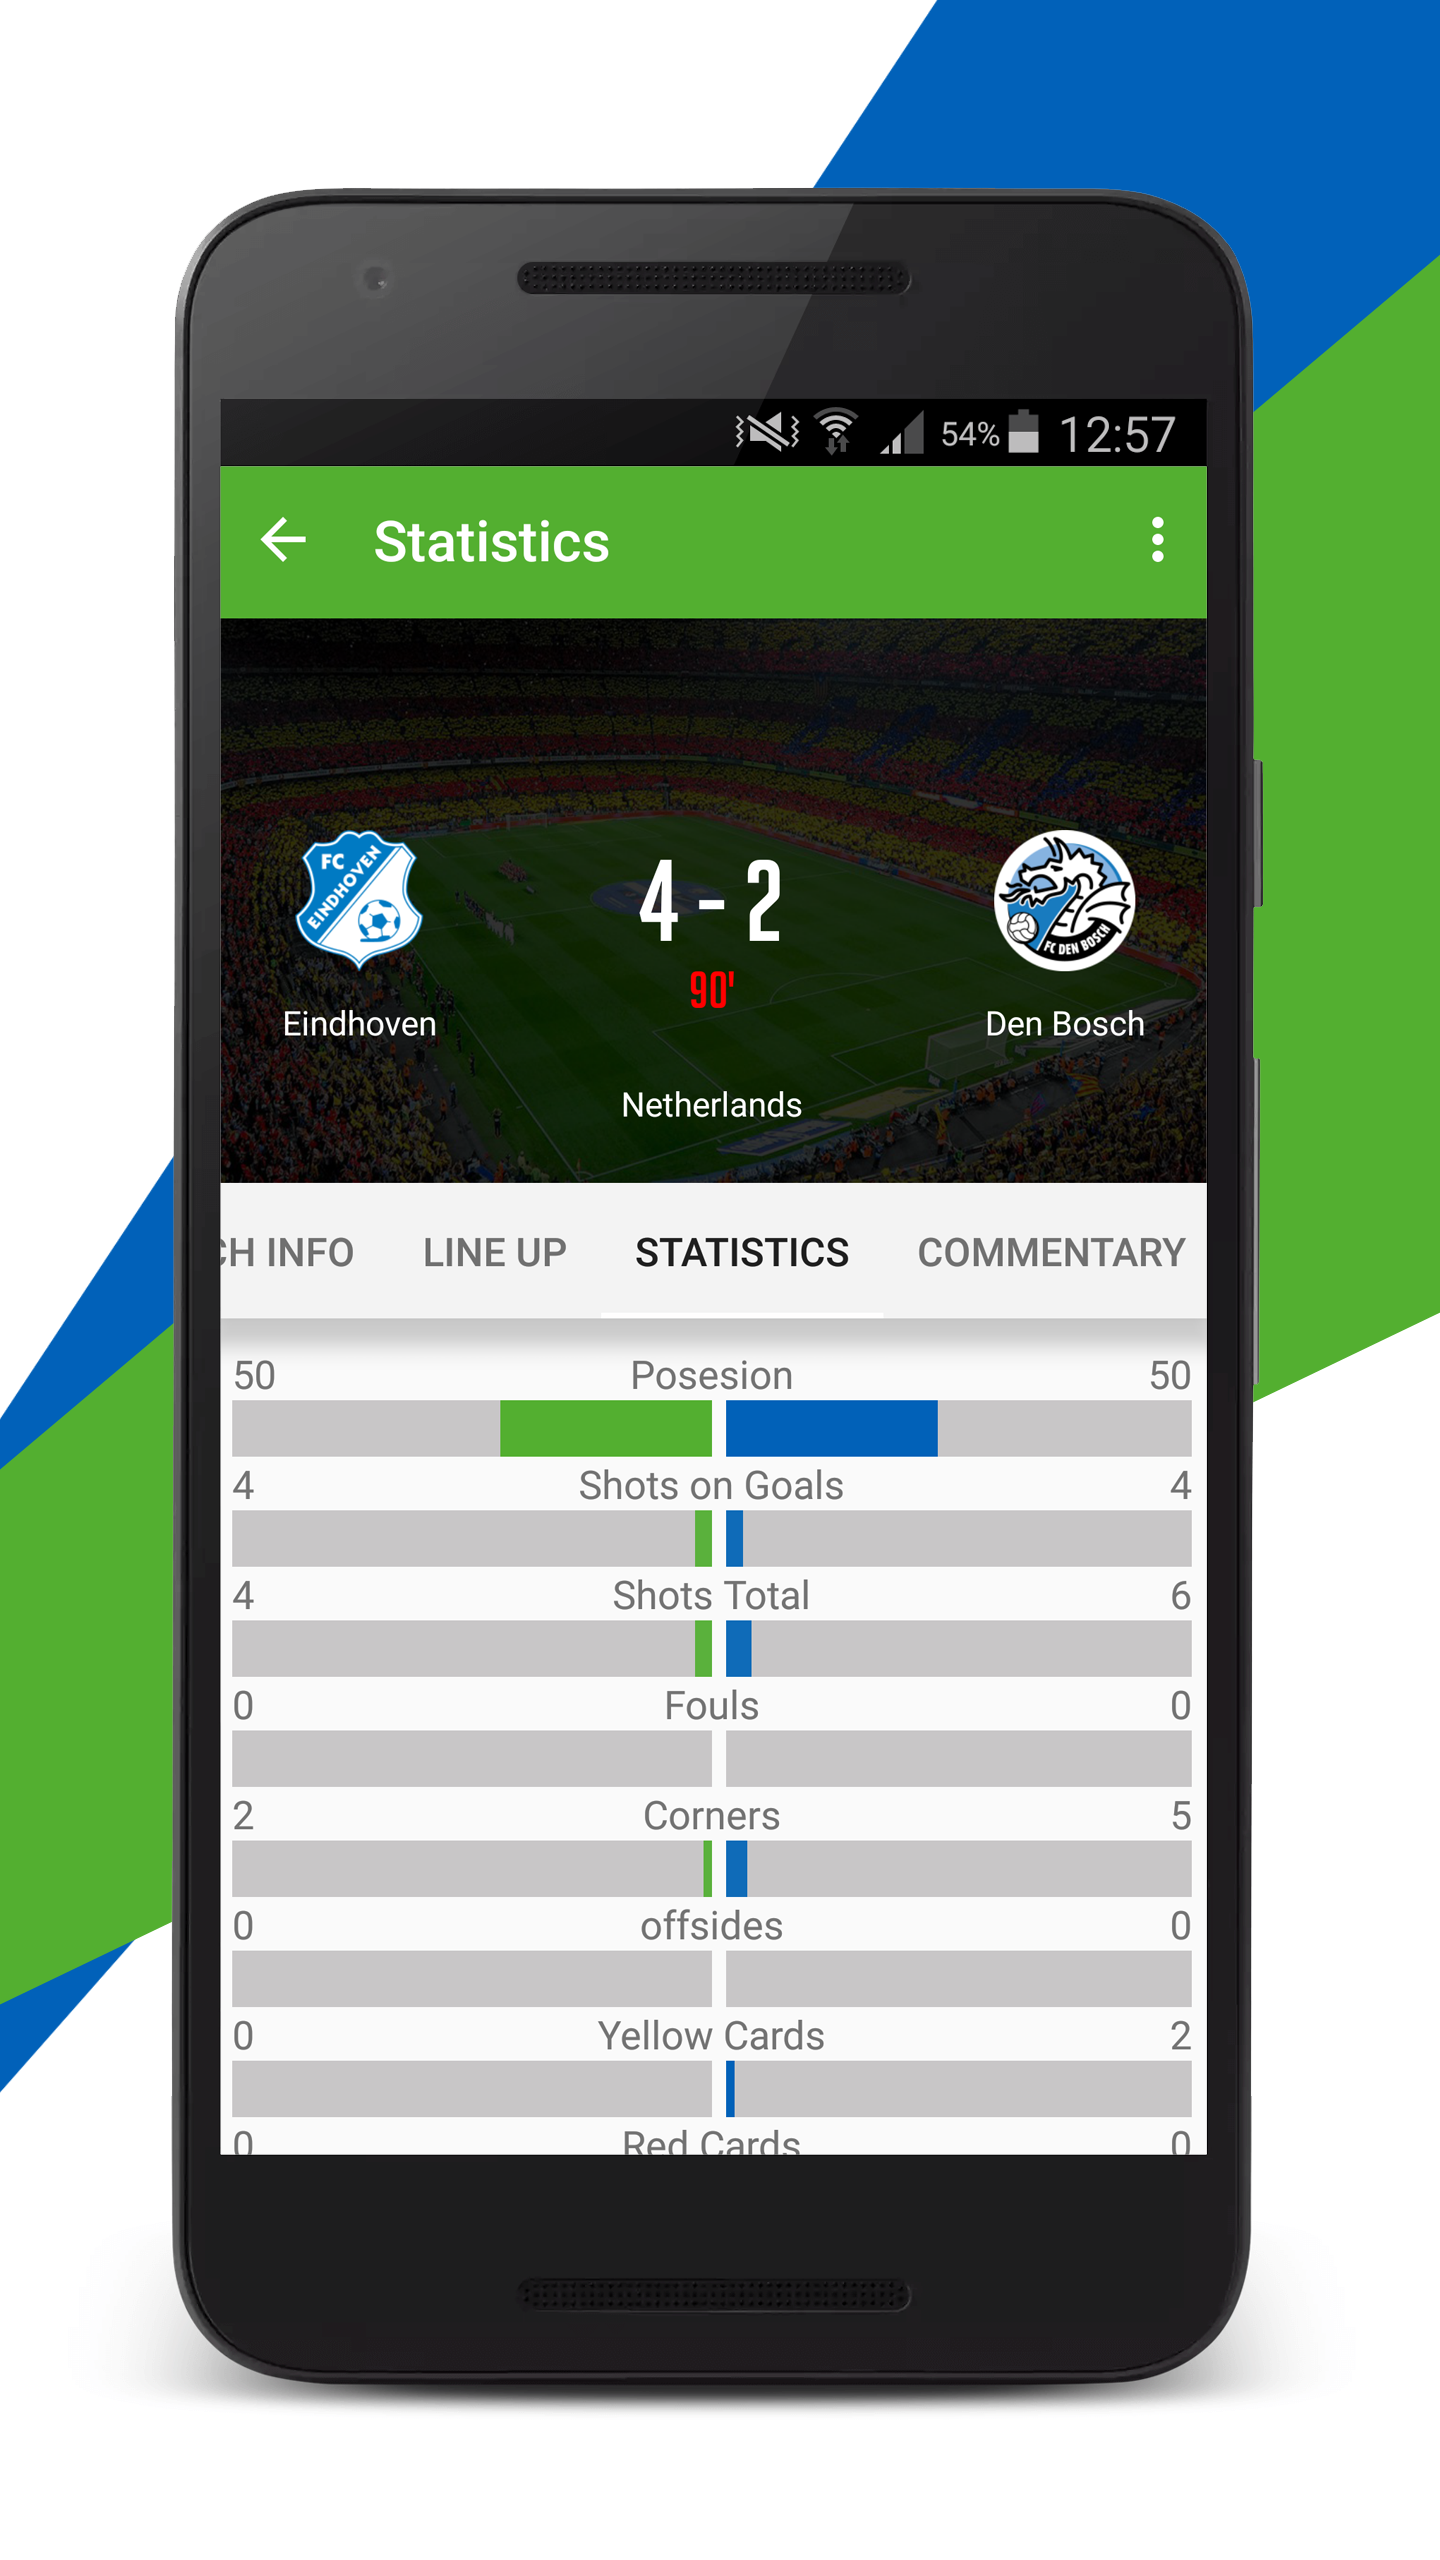 54% 12:57
Statistics
FC
EINDHOVEN
4 - 2
FC DEN BOSCH
90'
Eindhoven Den Bosch
Netherlands
CH INFO LINE UP STATISTICS COMMENTARY
50 Posesion 50
4 Shots on Goals 4
4 Shots Total 6
0 Fouls 0
2 Corners 5
0 offsides 0
0 Yellow Cards 2
0 Red Cards 0